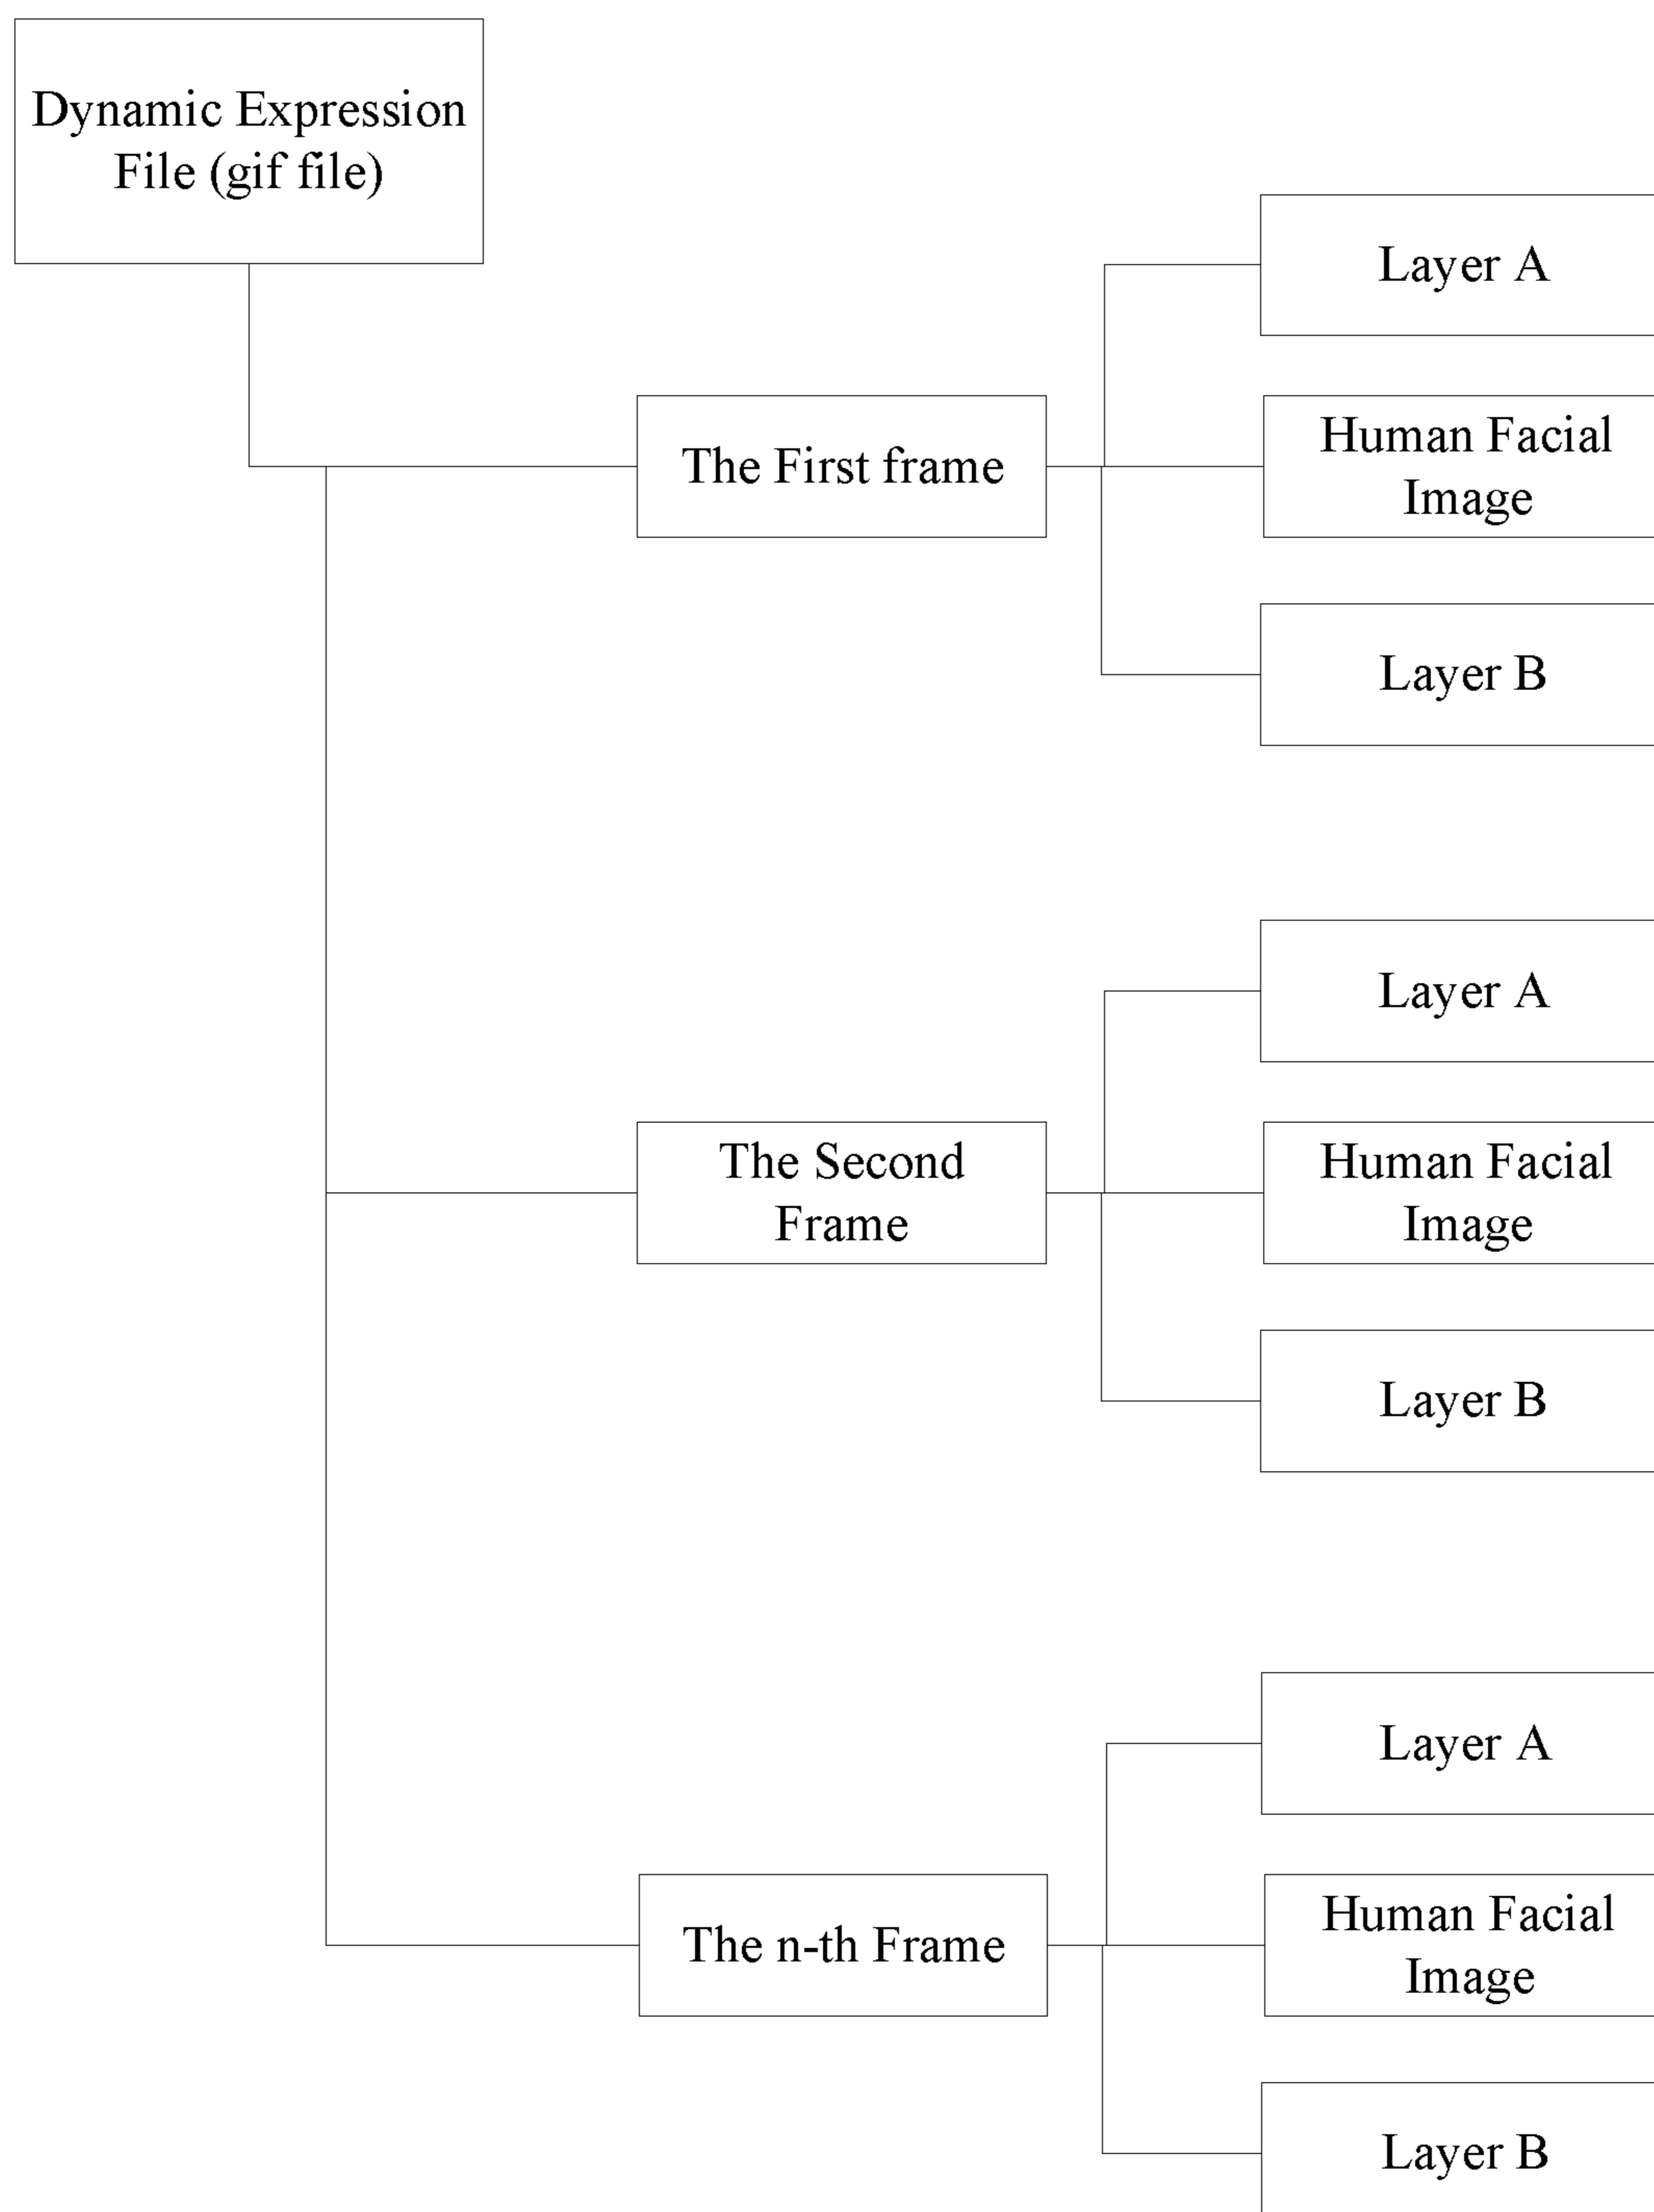 Dynamic Expression
File (gif file)
Layer A
The First frame
Human Facial
Image
Layer B
Layer A
The Second
Frame
Human Facial
Image
Layer B
Layer A
The n-th Frame
Human Facial
Image
Layer B